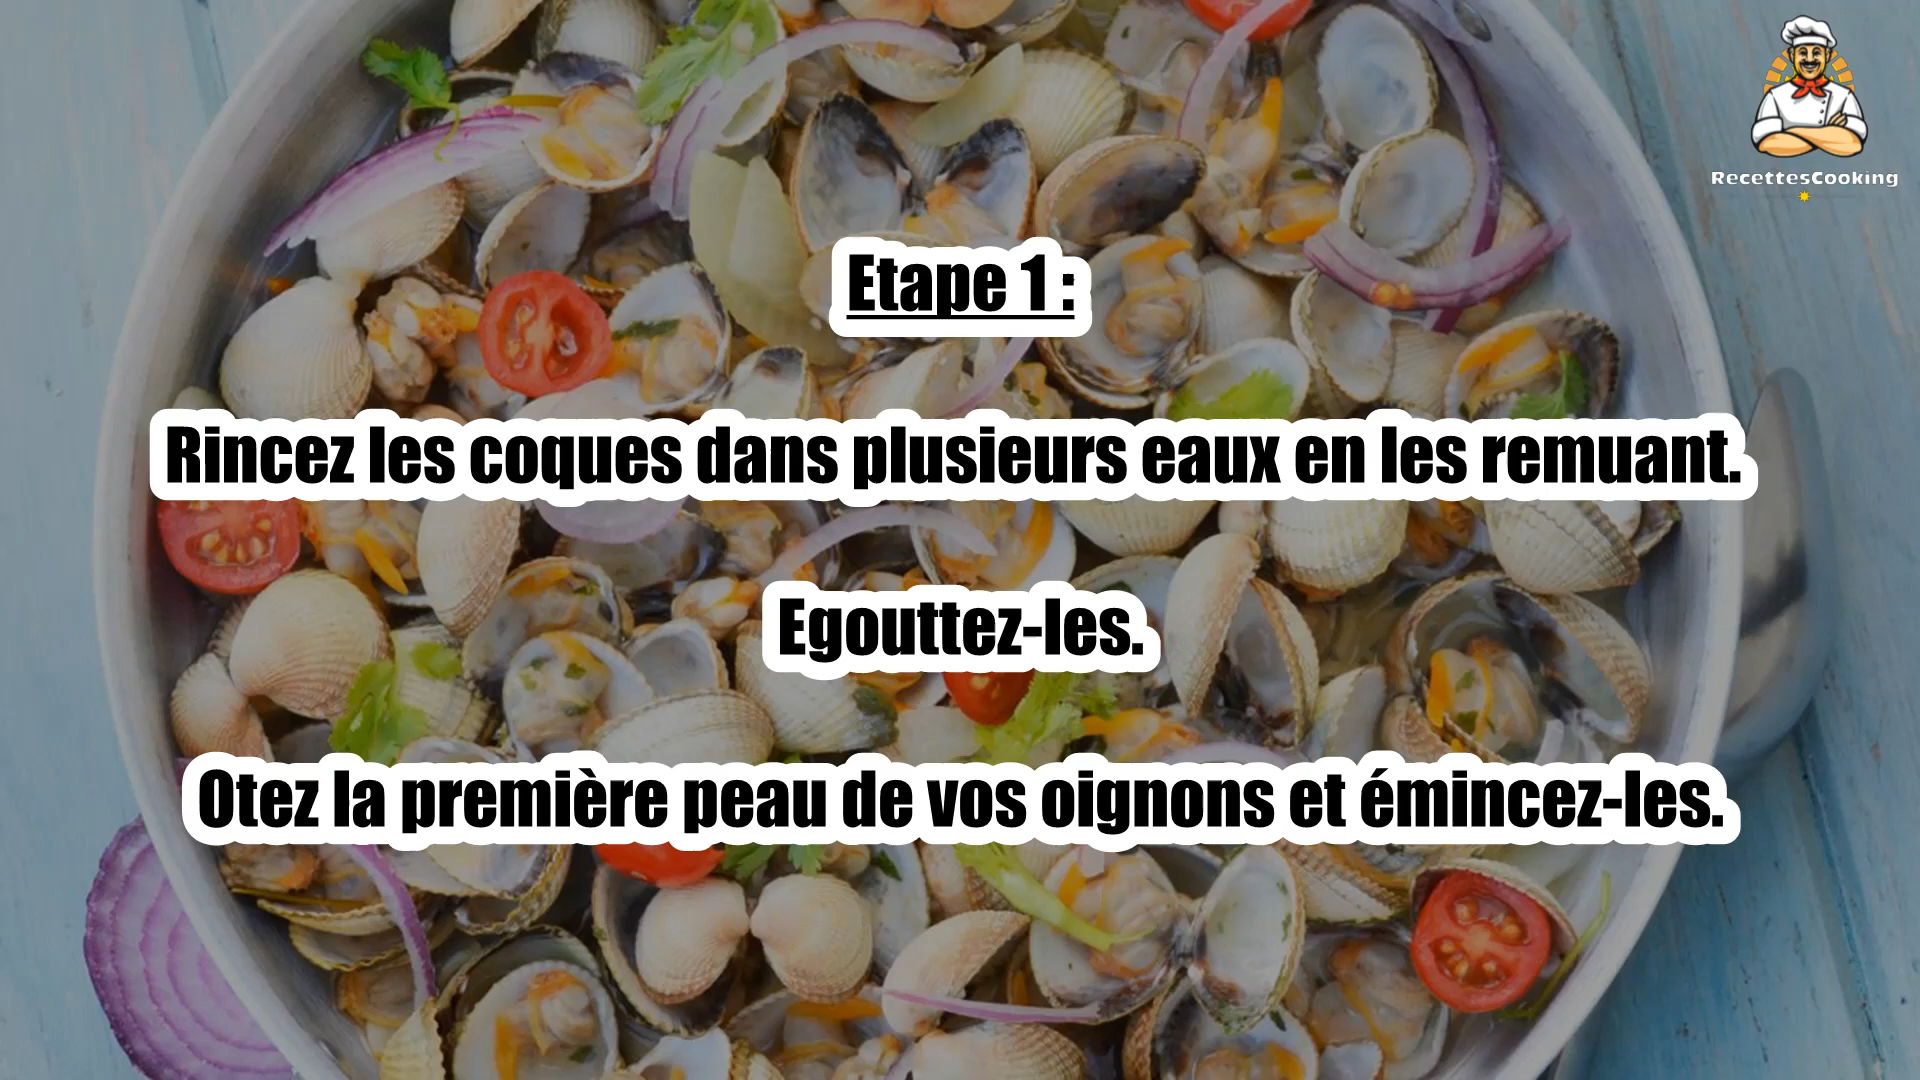 RecettesCooking
Etape 1 :
Rincez les coques dans plusieurs eaux en les remuant.
Egouttez-les.
Otez la première peau de vos oignons et émincez-les.